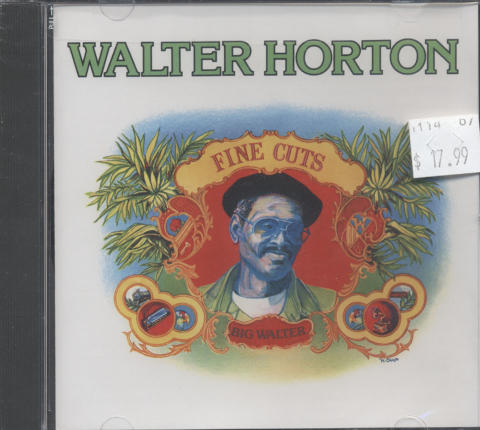 WALTER HORTON
$ 17.99
FINE CUTS
BIG WALTER